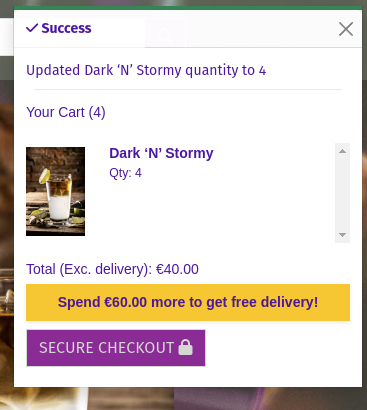 Success
Updated Dark ‘N’ Stormy quantity to 4
Your Cart (4)
Dark ‘N’ Stormy
Qty: 4
Total (Exc. delivery): €40.00
Spend €60.00 more to get free delivery!
SECURE CHECKOUT